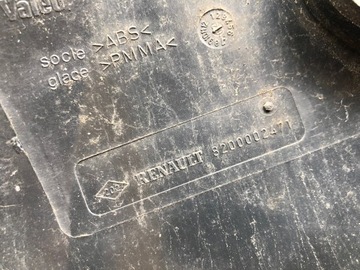 Valeo
socle >ABS<
glace >PMMA<
RENAULT 8200002471